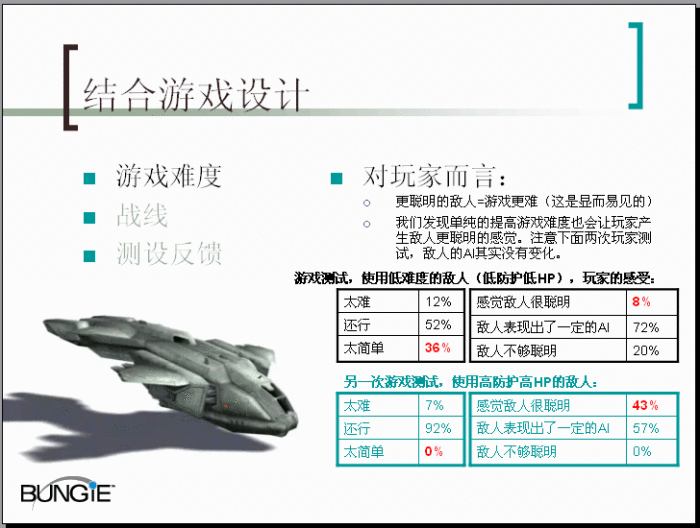 结合游戏设计
游戏难度
战线
测设反馈
对玩家而言：
更聪明的敌人=游戏更难（这是显而易见的）
我们发现单纯的提高游戏难度也会让玩家产
生敌人更聪明的感觉。注意下面两次玩家测
试，敌人的AI其实没有变化。
游戏测试，使用低难度的敌人（低防护低HP），玩家的感受：
太难 12% 感觉敌人很聪明 8%
还行 52% 敌人表现出了一定的AI 72%
太简单 36% 敌人不够聪明 20%
另一次游戏测试，使用高防护高HP的敌人：
太难 7% 感觉敌人很聪明 43%
还行 92% 敌人表现出了一定的AI 57%
太简单 0% 敌人不够聪明 0%
BUNGiE™